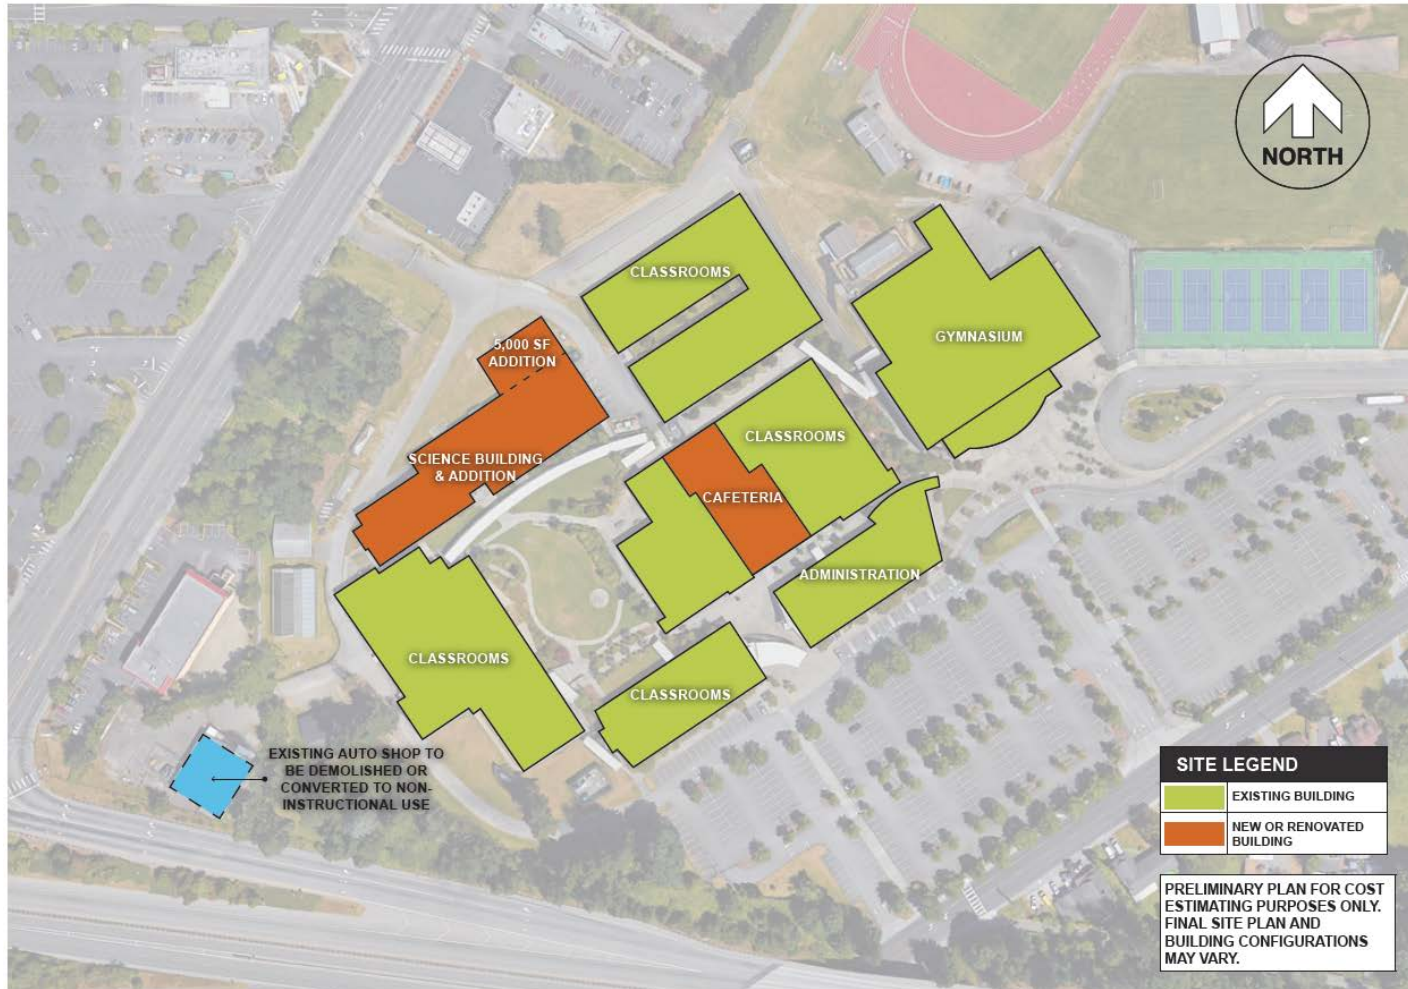 NORTH
CLASSROOMS
GYMNASIUM
5,000 SF
ADDITION
CLASSROOMS
SCIENCE BUILDING
& ADDITION
CAFETERIA
ADMINISTRATION
CLASSROOMS
CLASSROOMS
EXISTING AUTO SHOP TO
BE DEMOLISHED OR
CONVERTED TO NON-
INSTRUCTIONAL USE
SITE LEGEND
EXISTING BUILDING
NEW OR RENOVATED
BUILDING
PRELIMINARY PLAN FOR COST
ESTIMATING PURPOSES ONLY.
FINAL SITE PLAN AND
BUILDING CONFIGURATIONS
MAY VARY.